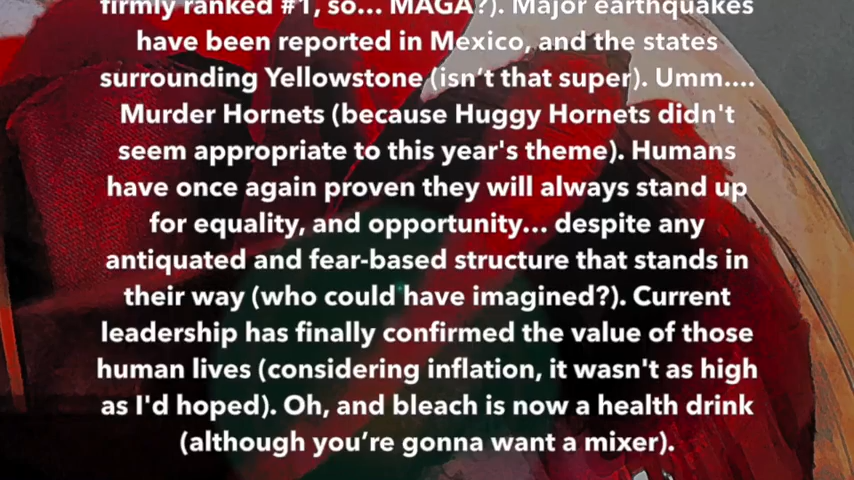 firmly ranked #1, so... MAGA?). Major earthquakes
have been reported in Mexico, and the states
surrounding Yellowstone (isn't that super). Umm....
Murder Hornets (because Huggy Hornets didn't
seem appropriate to this year's theme). Humans
have once again proven they will always stand up
for equality, and opportunity... despite any
antiquated and fear-based structure that stands in
their way (who could have imagined?). Current
leadership has finally confirmed the value of those
human lives (considering inflation, it wasn't as high
as I'd hoped). Oh, and bleach is now a health drink
(although you’re gonna want a mixer).